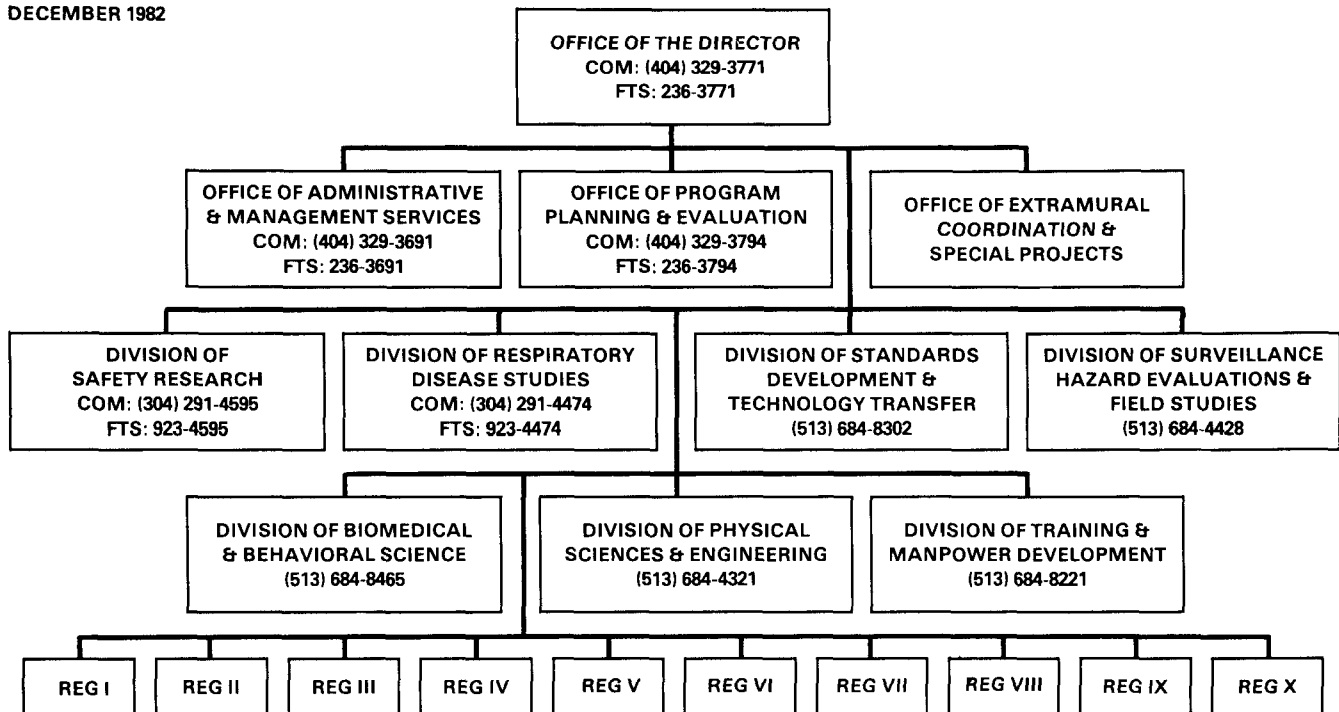 DECEMBER 1982
OFFICE OF THE DIRECTOR
COM: (404) 329-3771
FTS: 236-3771
OFFICE OF ADMINISTRATIVE
& MANAGEMENT SERVICES
COM: (404) 329-3691
FTS: 236-3691
OFFICE OF PROGRAM
PLANNING & EVALUATION
COM: (404) 329-3794
FTS: 236-3794
OFFICE OF EXTRAMURAL
COORDINATION &
SPECIAL PROJECTS
DIVISION OF
SAFETY RESEARCH
COM: (304) 291-4595
FTS: 923-4595
DIVISION OF RESPIRATORY
DISEASE STUDIES
COM: (304) 291-4474
FTS: 923-4474
DIVISION OF STANDARDS
DEVELOPMENT &
TECHNOLOGY TRANSFER
(513) 684-8302
DIVISION OF SURVEILLANCE
HAZARD EVALUATIONS &
FIELD STUDIES
(513) 684-4428
DIVISION OF BIOMEDICAL
& BEHAVIORAL SCIENCE
(513) 684-8465
DIVISION OF PHYSICAL
SCIENCES & ENGINEERING
(513) 684-4321
DIVISION OF TRAINING &
MANPOWER DEVELOPMENT
(513) 684-8221
REG I
REG II
REG III
REG IV
REG V
REG VI
REG VII
REG VIII
REG IX
REG X